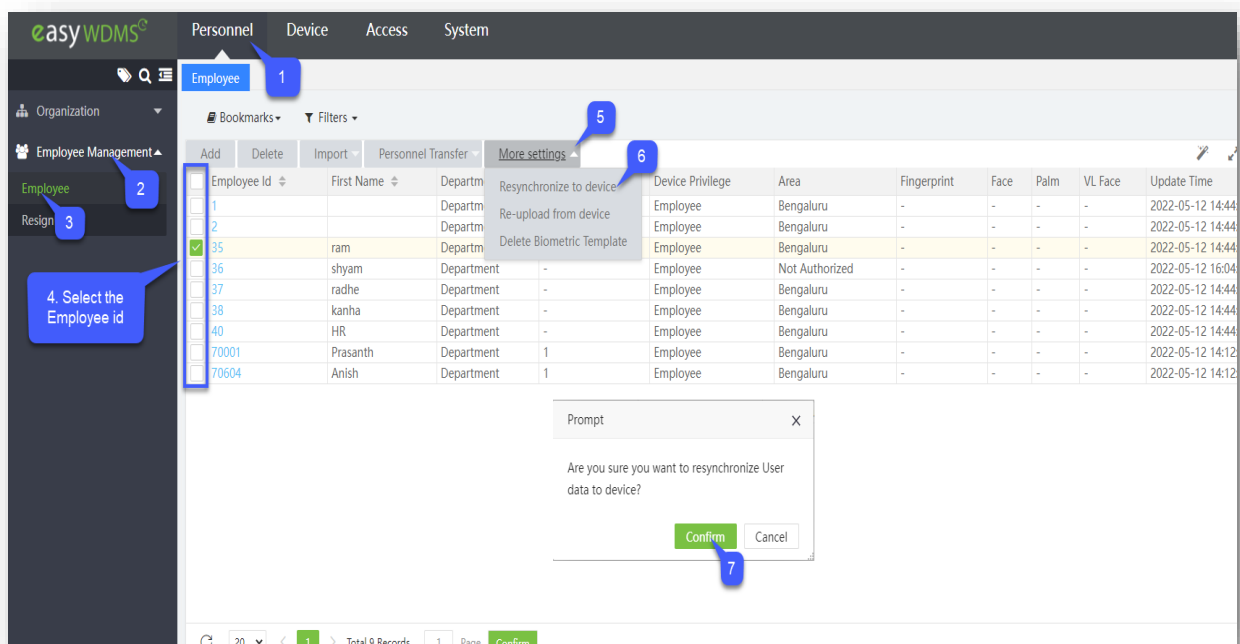 easy WDMS
Personnel Device Access System
Employee
1
Organization
Bookmarks Filters
5
Employee Management
Add Delete Import Personnel Transfer More settings
6
Employee Id First Name Departm Device Privilege Area Fingerprint Face Palm VL Face Update Time
Resynchronize to device
Re-upload from device
Delete Biometric Template
Employee
2
Resign
3
1 Departm Employee Bengaluru - - - - 2022-05-12 14:44:
2 Departm Employee Bengaluru - - - - 2022-05-12 14:44:
35 ram Departm Employee Bengaluru - - - - 2022-05-12 14:44:
36 shyam Department - Employee Not Authorized - - - - 2022-05-12 16:04:
37 radhe Department - Employee Bengaluru - - - - 2022-05-12 14:44:
38 kanha Department - Employee Bengaluru - - - - 2022-05-12 14:44:
40 HR Department - Employee Bengaluru - - - - 2022-05-12 14:44:
70001 Prasanth Department 1 Employee Bengaluru - - - - 2022-05-12 14:12:
70604 Anish Department 1 Employee Bengaluru - - - - 2022-05-12 14:12:
4. Select the
Employee id
Prompt X
Are you sure you want to resynchronize User
data to device?
Confirm Cancel
7
20 < 1 > Total 9 Records 1 Page Confirm